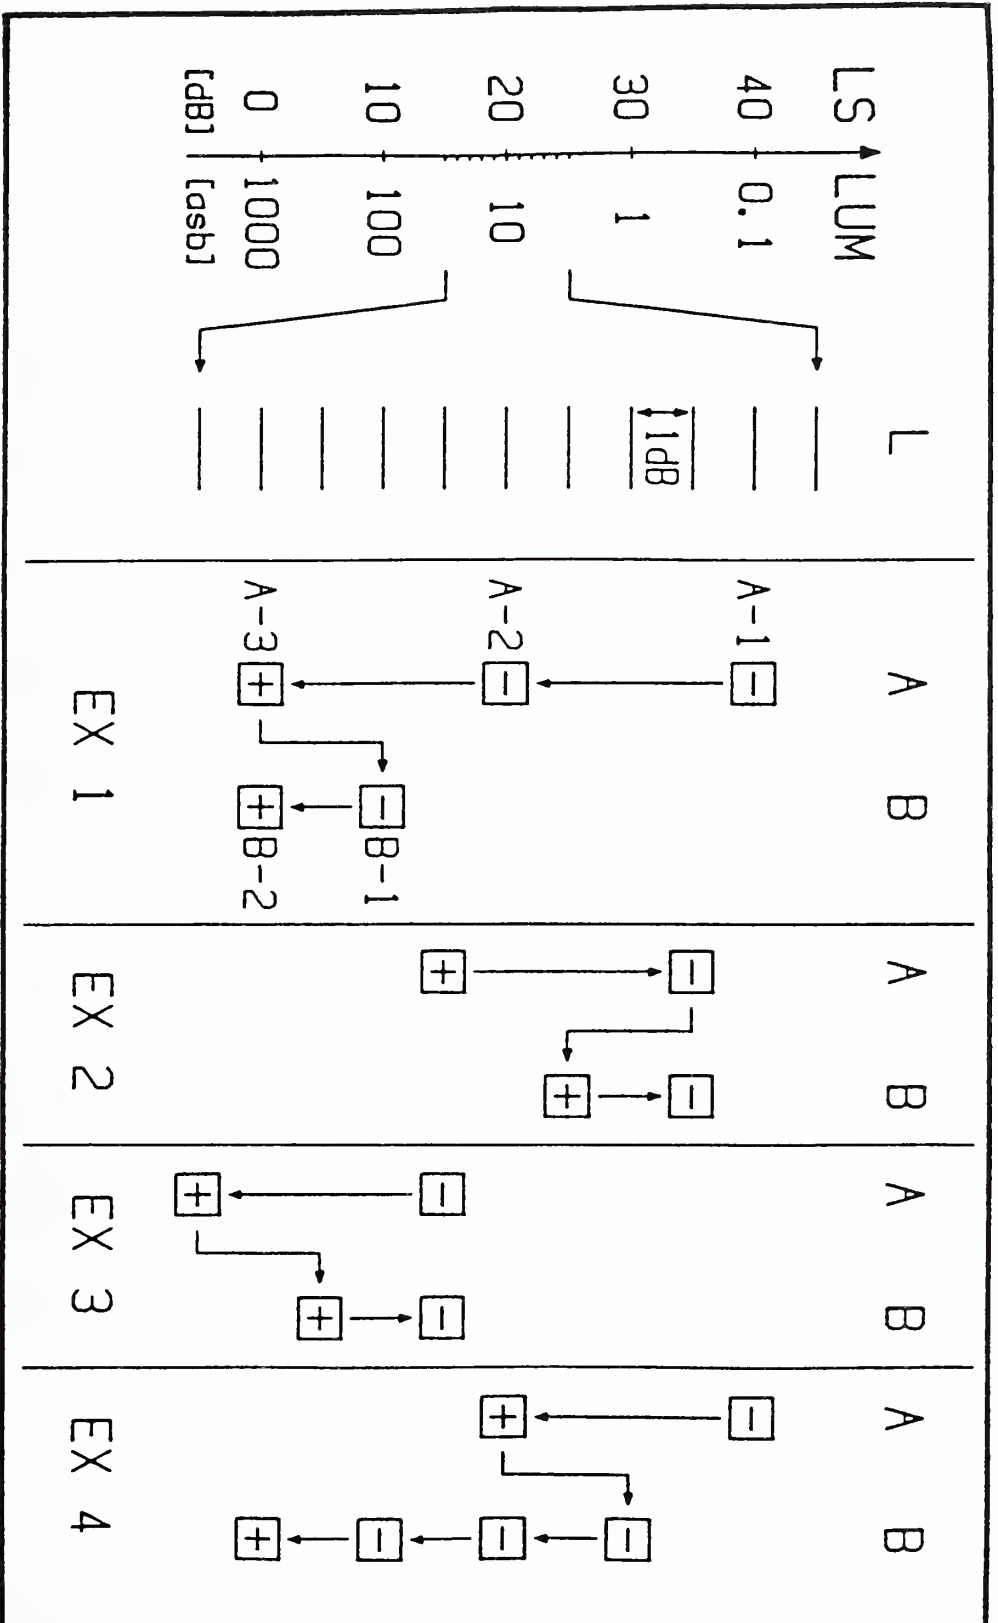 LS LUM L A B A B A B A B
40 0.1 A-1 − −
− −
1dB
30 1 −
+
20 10 A-2 − + −
+ − −
10 100 − B-1 −
+
0 1000 A-3 + + B-2 +
[dB] [asb] +
EX 1 EX 2 EX 3 EX 4